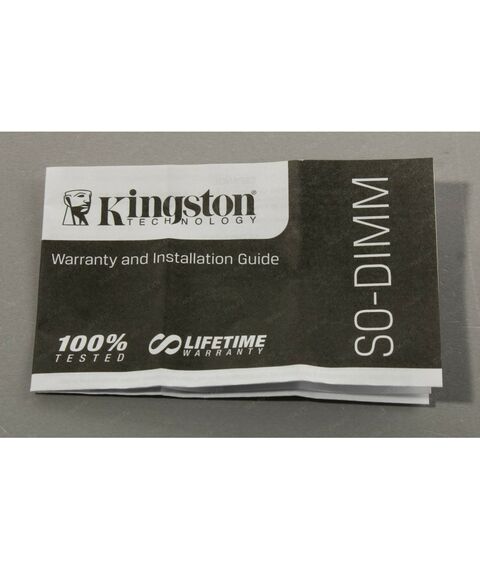 Kingston®
TECHNOLOGY
Warranty and Installation Guide
100%
TESTED
LIFETIME
WARRANTY
SO-DIMM